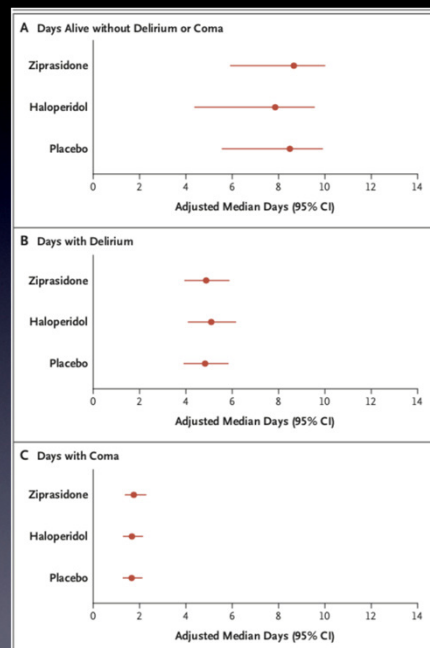 A Days Alive without Delirium or Coma
Ziprasidone
Haloperidol
Placebo
0 2 4 6 8 10 12 14
Adjusted Median Days (95% CI)
B Days with Delirium
Ziprasidone
Haloperidol
Placebo
0 2 4 6 8 10 12 14
Adjusted Median Days (95% CI)
C Days with Coma
Ziprasidone
Haloperidol
Placebo
0 2 4 6 8 10 12 14
Adjusted Median Days (95% CI)